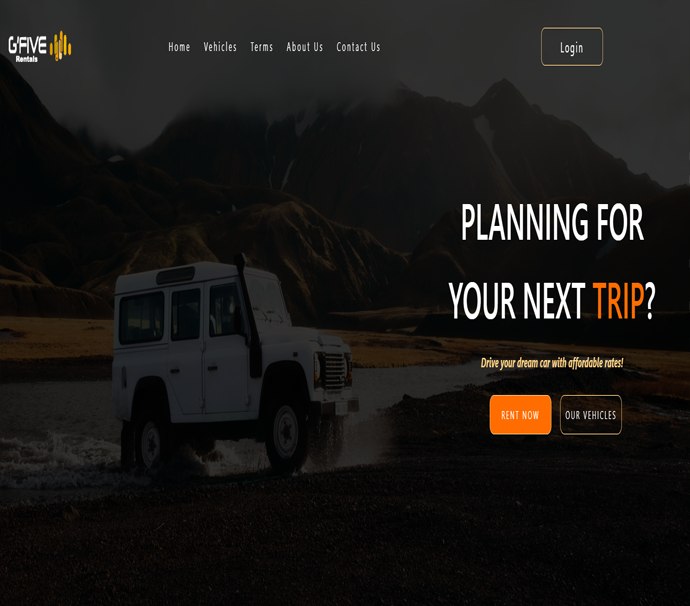 G'FIVE
Rentals
Home Vehicles Terms About Us Contact Us
Login
PLANNING FOR
YOUR NEXT TRIP?
Drive your dream car with affordable rates!
RENT NOW OUR VEHICLES